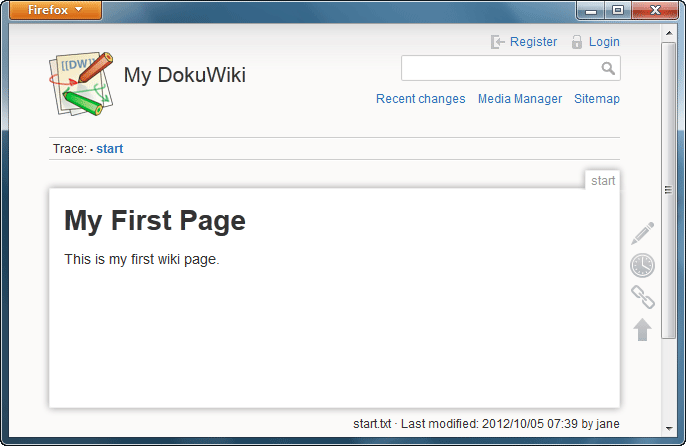 Firefox
Register Login
[[DW]]
My DokuWiki
Recent changes Media Manager Sitemap
Trace: • start
start
My First Page
This is my first wiki page.
start.txt · Last modified: 2012/10/05 07:39 by jane